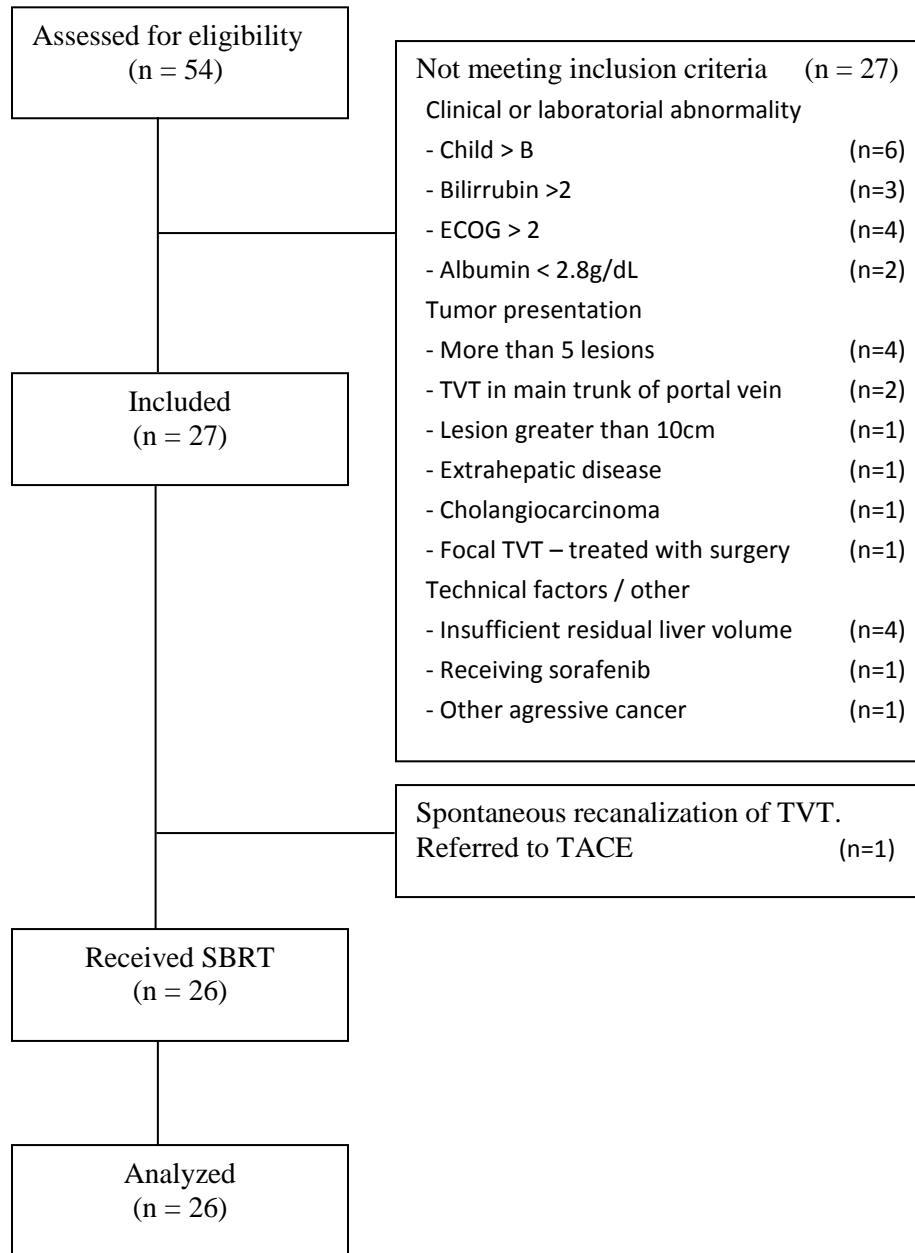 Assessed for eligibility
(n = 54)
Not meeting inclusion criteria (n = 27)
Clinical or laboratorial abnormality
- Child > B (n=6)
- Bilirrubin >2 (n=3)
- ECOG > 2 (n=4)
- Albumin < 2.8g/dL (n=2)
Tumor presentation
- More than 5 lesions (n=4)
- TVT in main trunk of portal vein (n=2)
- Lesion greater than 10cm (n=1)
- Extrahepatic disease (n=1)
- Cholangiocarcinoma (n=1)
- Focal TVT – treated with surgery (n=1)
Technical factors / other
- Insufficient residual liver volume (n=4)
- Receiving sorafenib (n=1)
- Other agressive cancer (n=1)
Included
(n = 27)
Spontaneous recanalization of TVT.
Referred to TACE (n=1)
Received SBRT
(n = 26)
Analyzed
(n = 26)